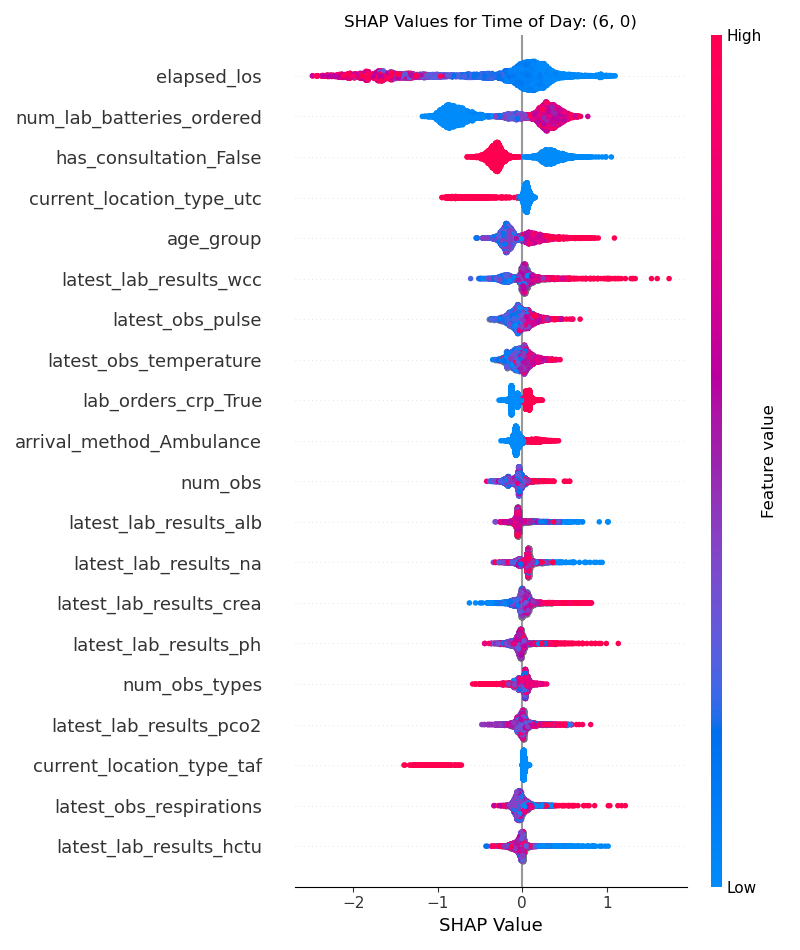 SHAP Values for Time of Day: (6, 0)
High
elapsed_los
num_lab_batteries_ordered
has_consultation_False
current_location_type_utc
age_group
latest_lab_results_wcc
latest_obs_pulse
latest_obs_temperature
lab_orders_crp_True
arrival_method_Ambulance
num_obs
latest_lab_results_alb
latest_lab_results_na
latest_lab_results_crea
latest_lab_results_ph
num_obs_types
latest_lab_results_pco2
current_location_type_taf
latest_obs_respirations
latest_lab_results_hctu
Feature value
Low
−2 −1 0 1
SHAP Value